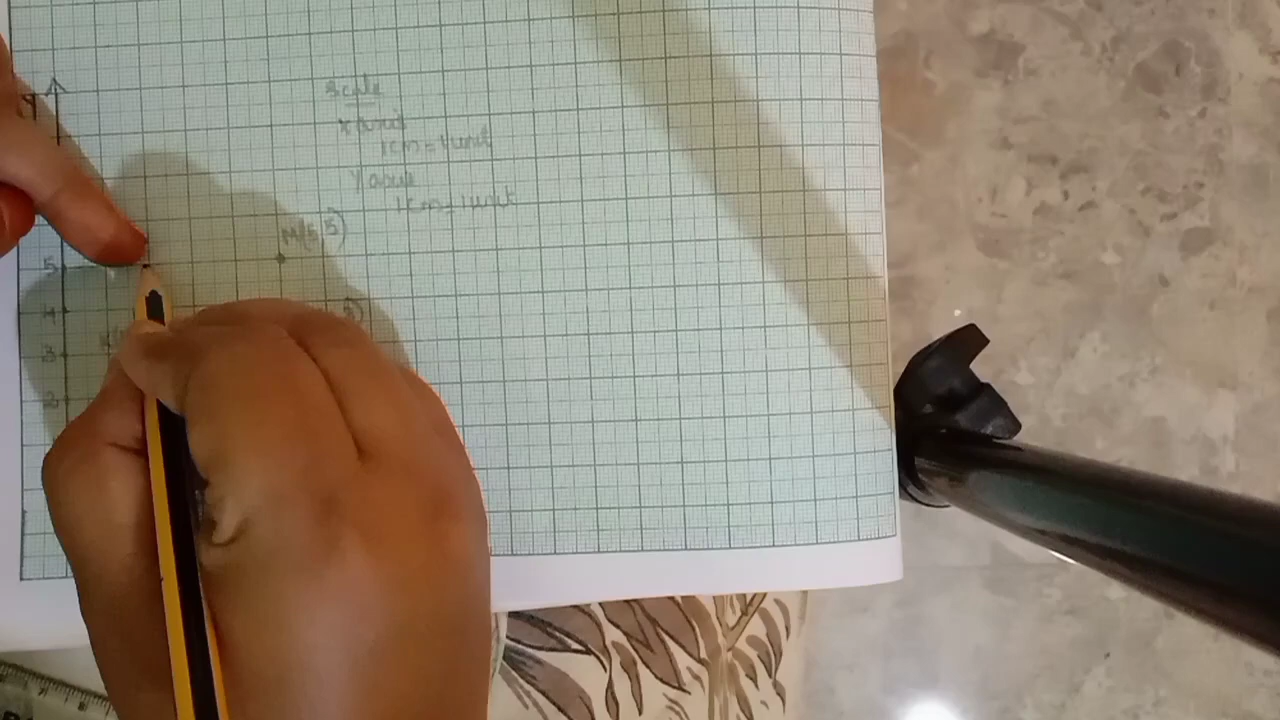 y
Scale
x axis
1cm = 1unit
Y axis
1cm = 1unit
M(5,5)
5
4
3
2